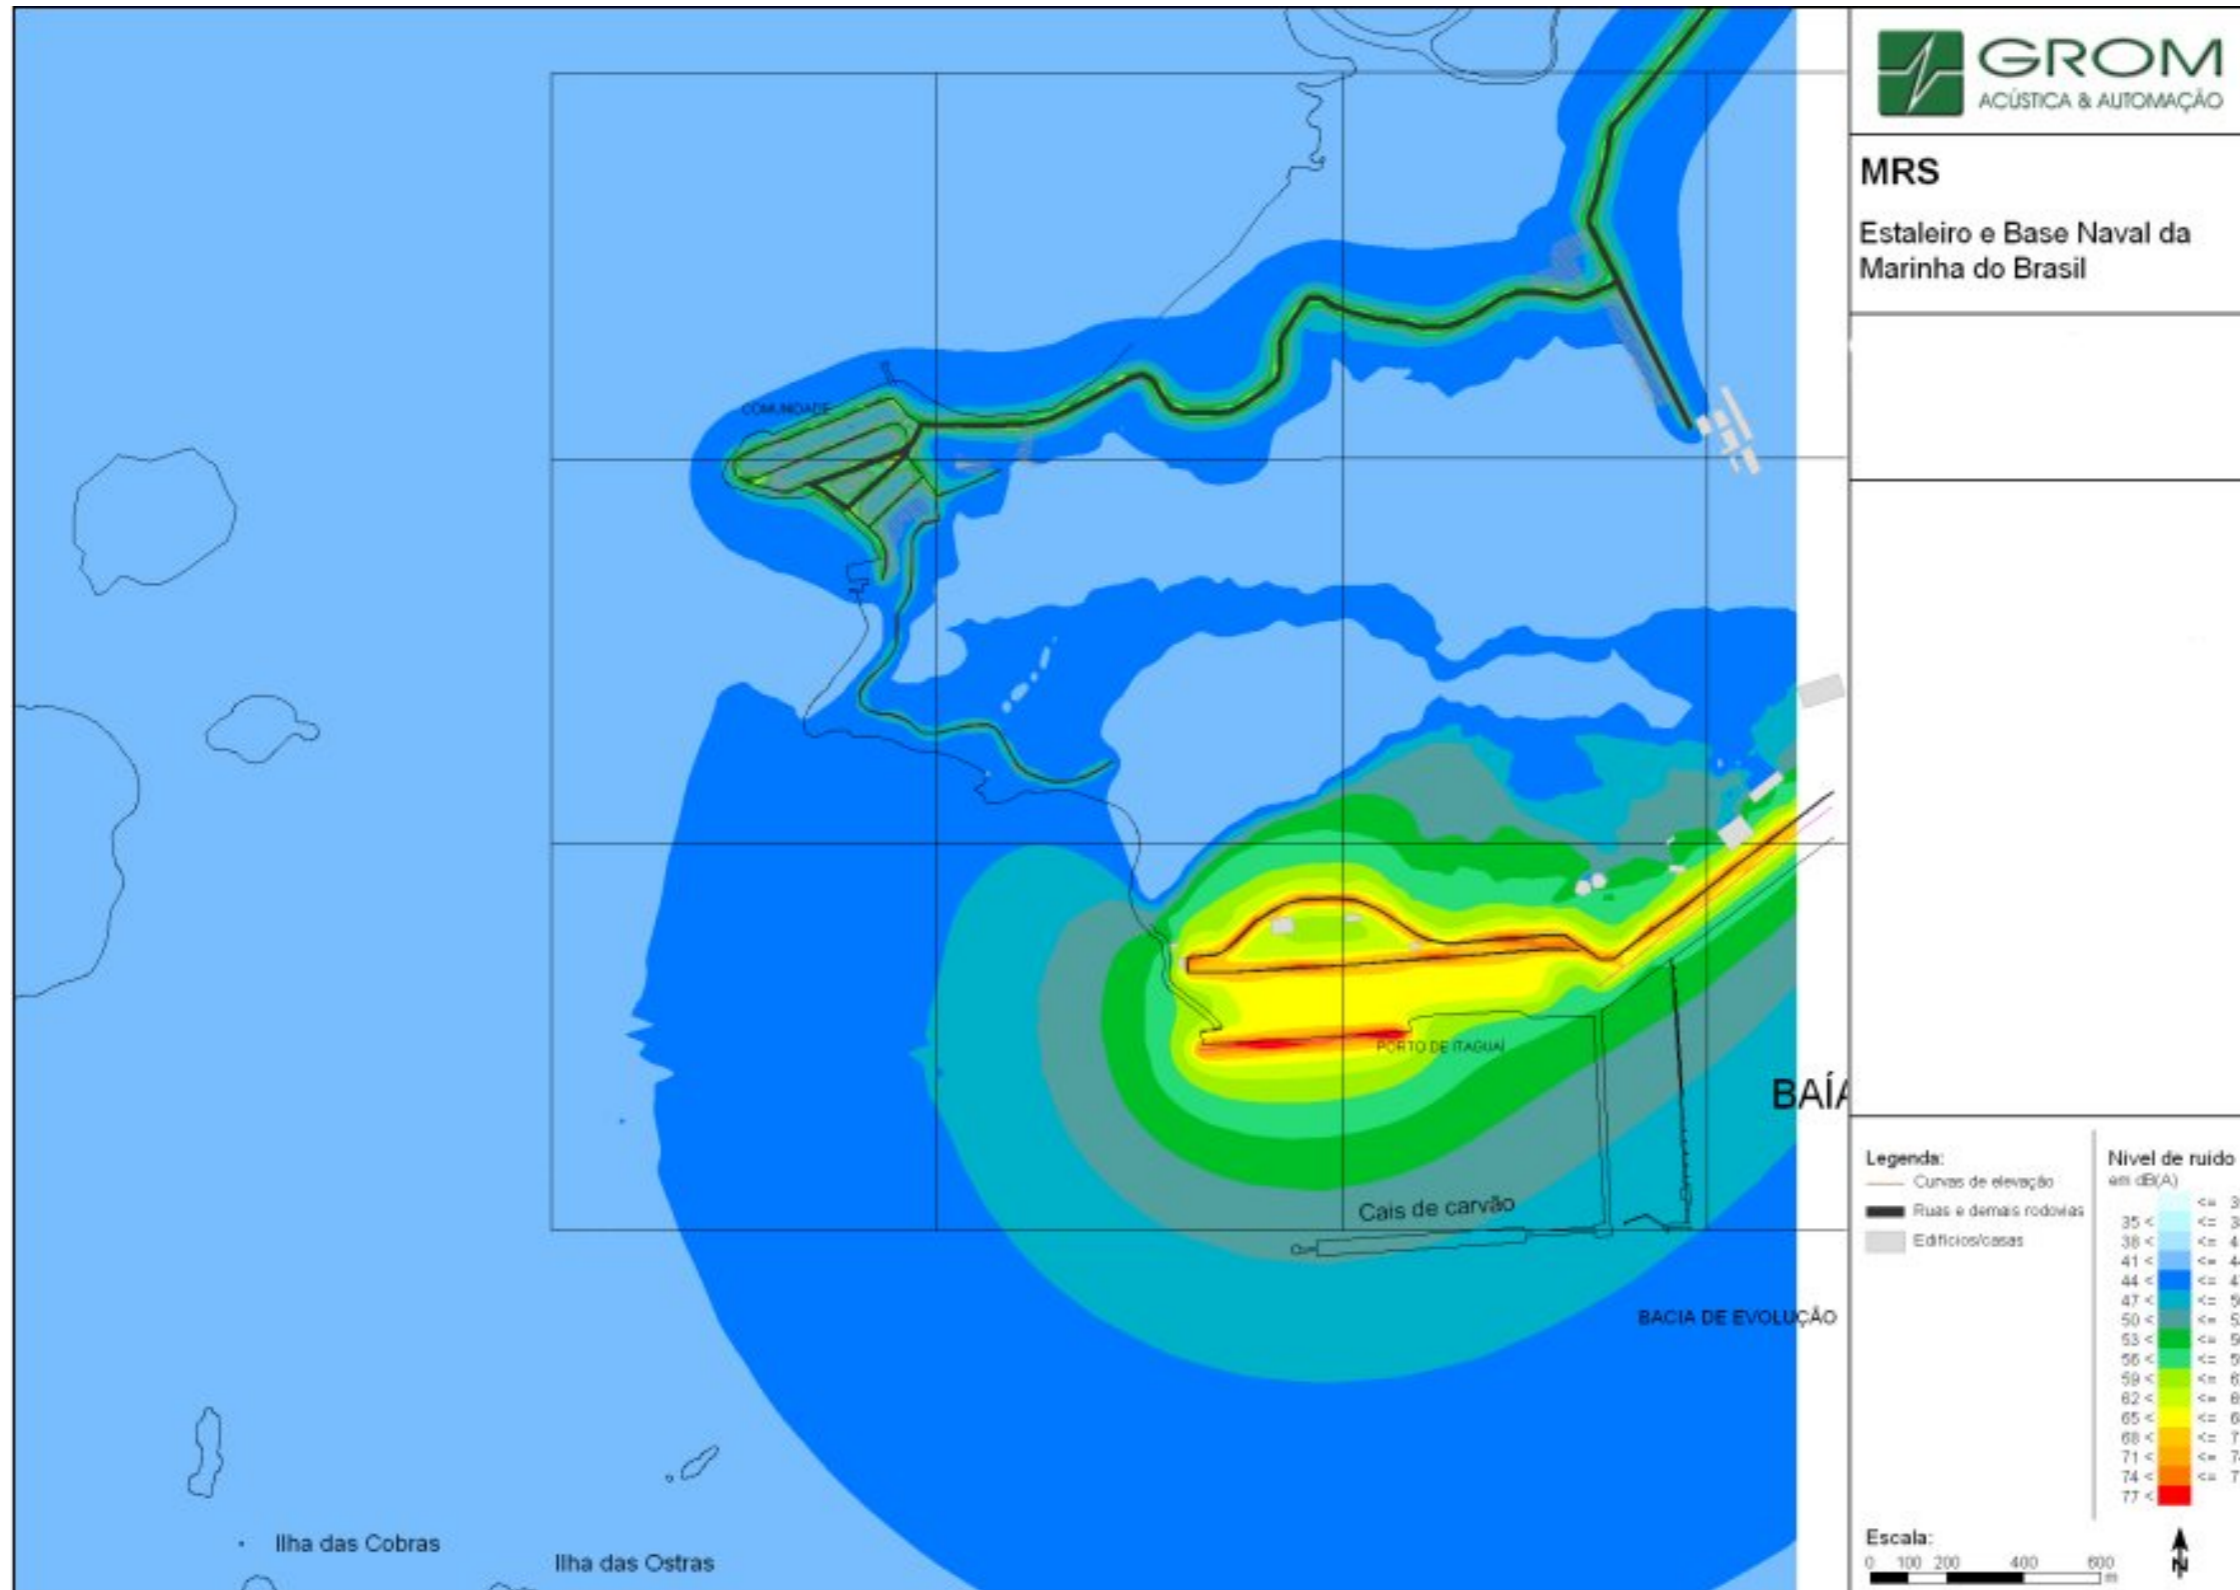 GROM
ACÚSTICA & AUTOMAÇÃO
MRS
Estaleiro e Base Naval da
Marinha do Brasil
COMUNIDADE
PORTO DE ITAGUAÍ
BAÍA
Cais de carvão
BACIA DE EVOLUÇÃO
Ilha das Cobras
Ilha das Ostras
Legenda:
Curvas de elevação
Ruas e demais rodovias
Edifícios/casas
Nivel de ruido
em dB(A)
<=
35 < <=
38 < <=
41 < <=
44 < <=
47 < <=
50 < <=
53 < <=
56 < <=
59 < <=
62 < <=
65 < <=
68 < <=
71 < <=
74 < <=
77 <
Escala:
0 100 200 400 600
m
N